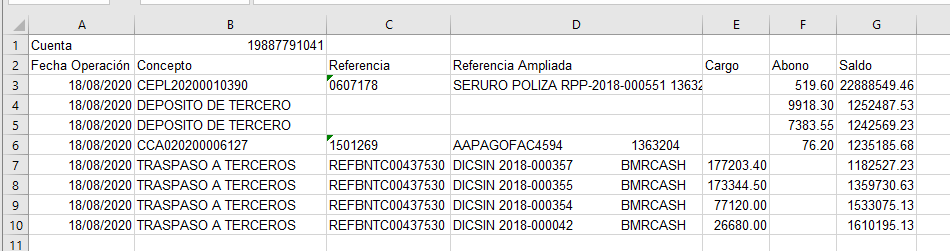 A B C D E F G
1 Cuenta 19887791041
2 Fecha Operación Concepto Referencia Referencia Ampliada Cargo Abono Saldo
3 18/08/2020 CEPL20200010390 0607178 SERURO POLIZA RPP-2018-000551 13632 519.60 22888549.46
4 18/08/2020 DEPOSITO DE TERCERO 9918.30 1252487.53
5 18/08/2020 DEPOSITO DE TERCERO 7383.55 1242569.23
6 18/08/2020 CCA020200006127 1501269 AAPAGOFAC4594 1363204 76.20 1235185.68
7 18/08/2020 TRASPASO A TERCEROS REFBNTC00437530 DICSIN 2018-000357 BMRCASH 177203.40 1182527.23
8 18/08/2020 TRASPASO A TERCEROS REFBNTC00437530 DICSIN 2018-000355 BMRCASH 173344.50 1359730.63
9 18/08/2020 TRASPASO A TERCEROS REFBNTC00437530 DICSIN 2018-000354 BMRCASH 77120.00 1533075.13
10 18/08/2020 TRASPASO A TERCEROS REFBNTC00437530 DICSIN 2018-000042 BMRCASH 26680.00 1610195.13
11